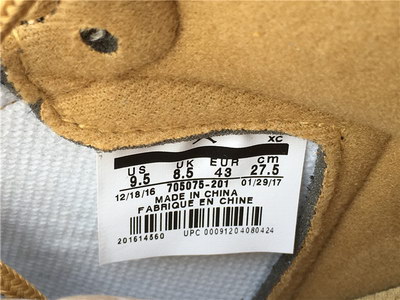 XC
US UK EUR cm
9.5 8.5 43 27.5
12/18/16 705075-201 01/29/17
MADE IN CHINA
FABRIQUE EN CHINE
201614560 UPC 00091204080424